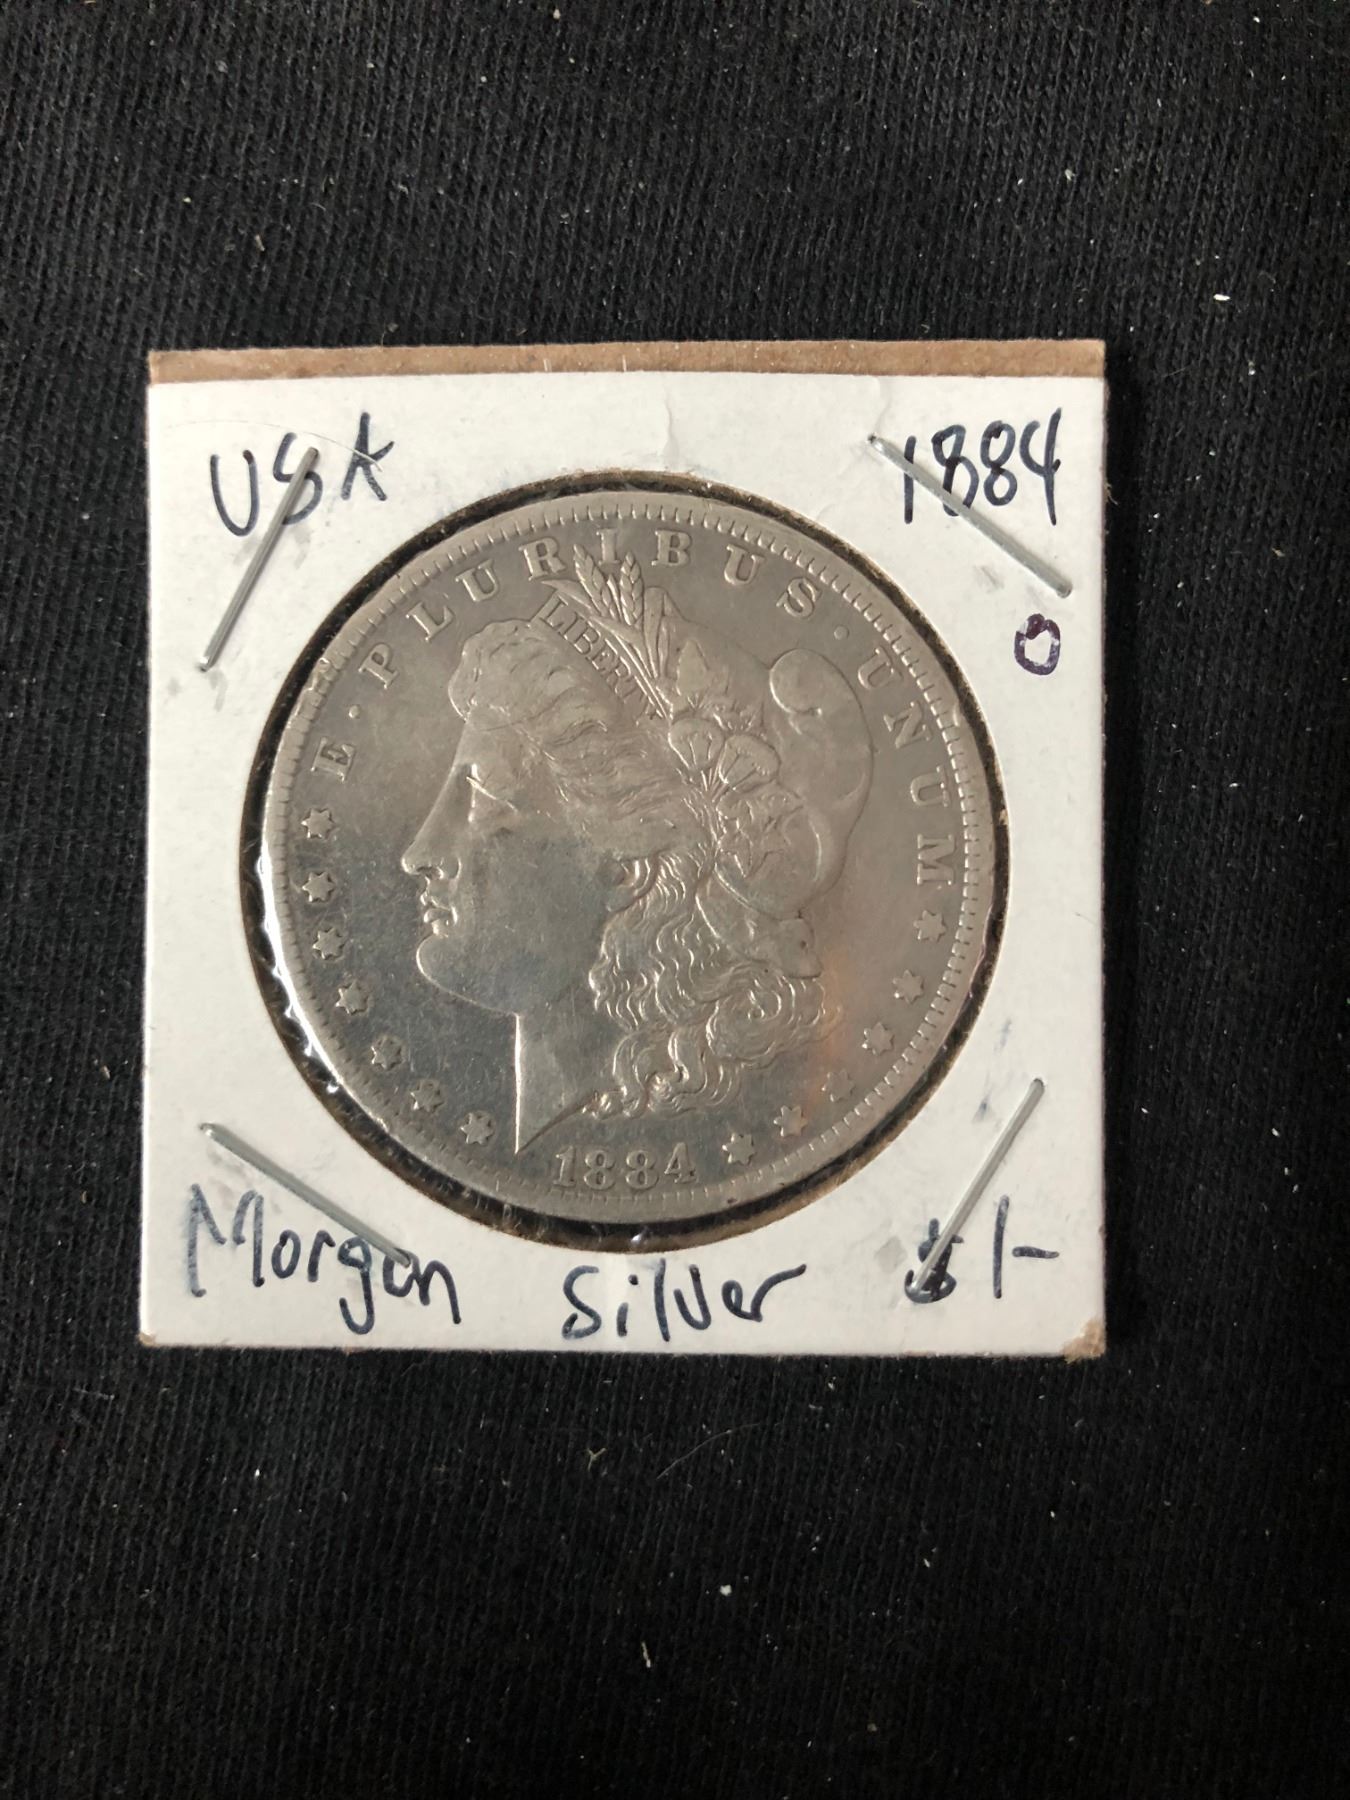 USA 1884
O
E · PLURIBUS · UNUM
LIBERTY
1884
Morgan Silver $1-